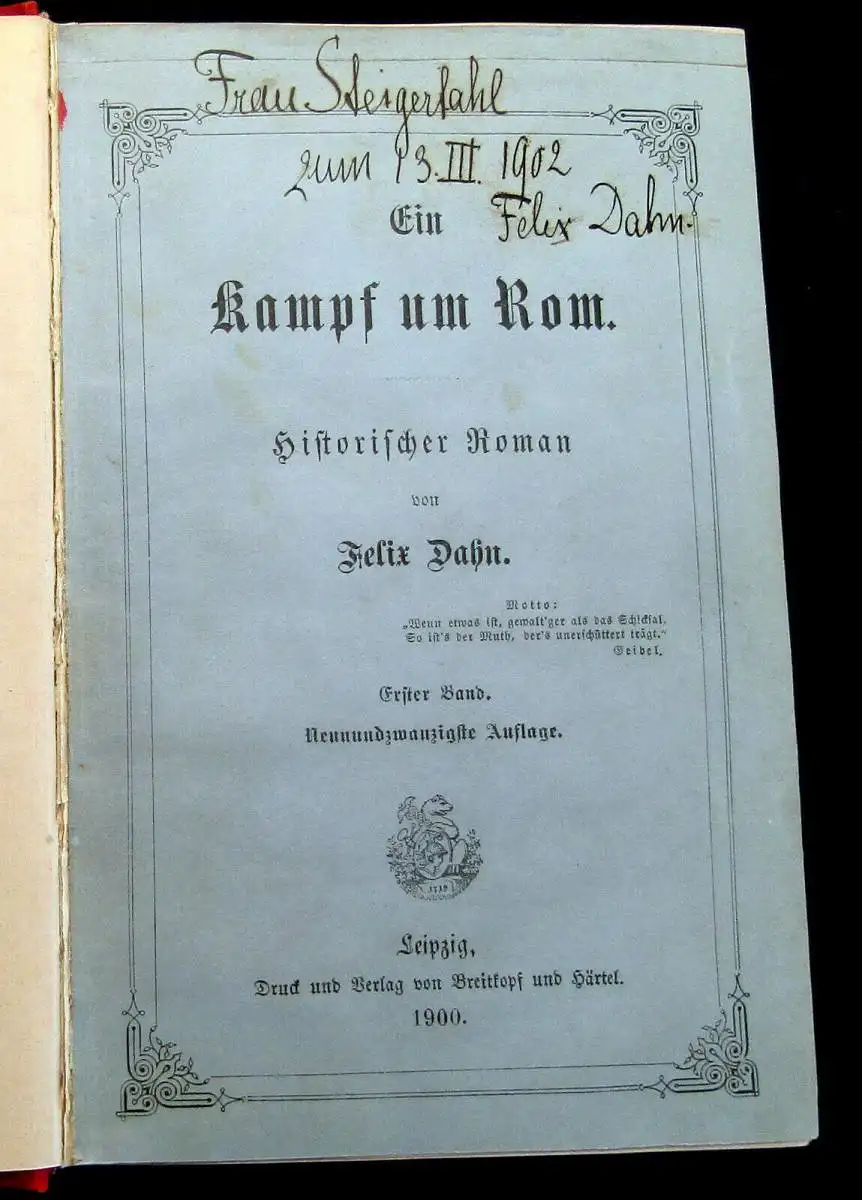 Frau Steigertahl
zum 13. III. 1902
Felix Dahn.
Ein
Kampf um Rom.
Historischer Roman
von
Felix Dahn.
Motto:
„Wenn etwas ist, gewalt'ger als das Schicksal,
So ist's der Muth, der's unerschüttert trägt.“
Geibel.
Erster Band.
Neunundzwanzigste Auflage.
1719
Leipzig,
Druck und Verlag von Breitkopf und Härtel.
1900.